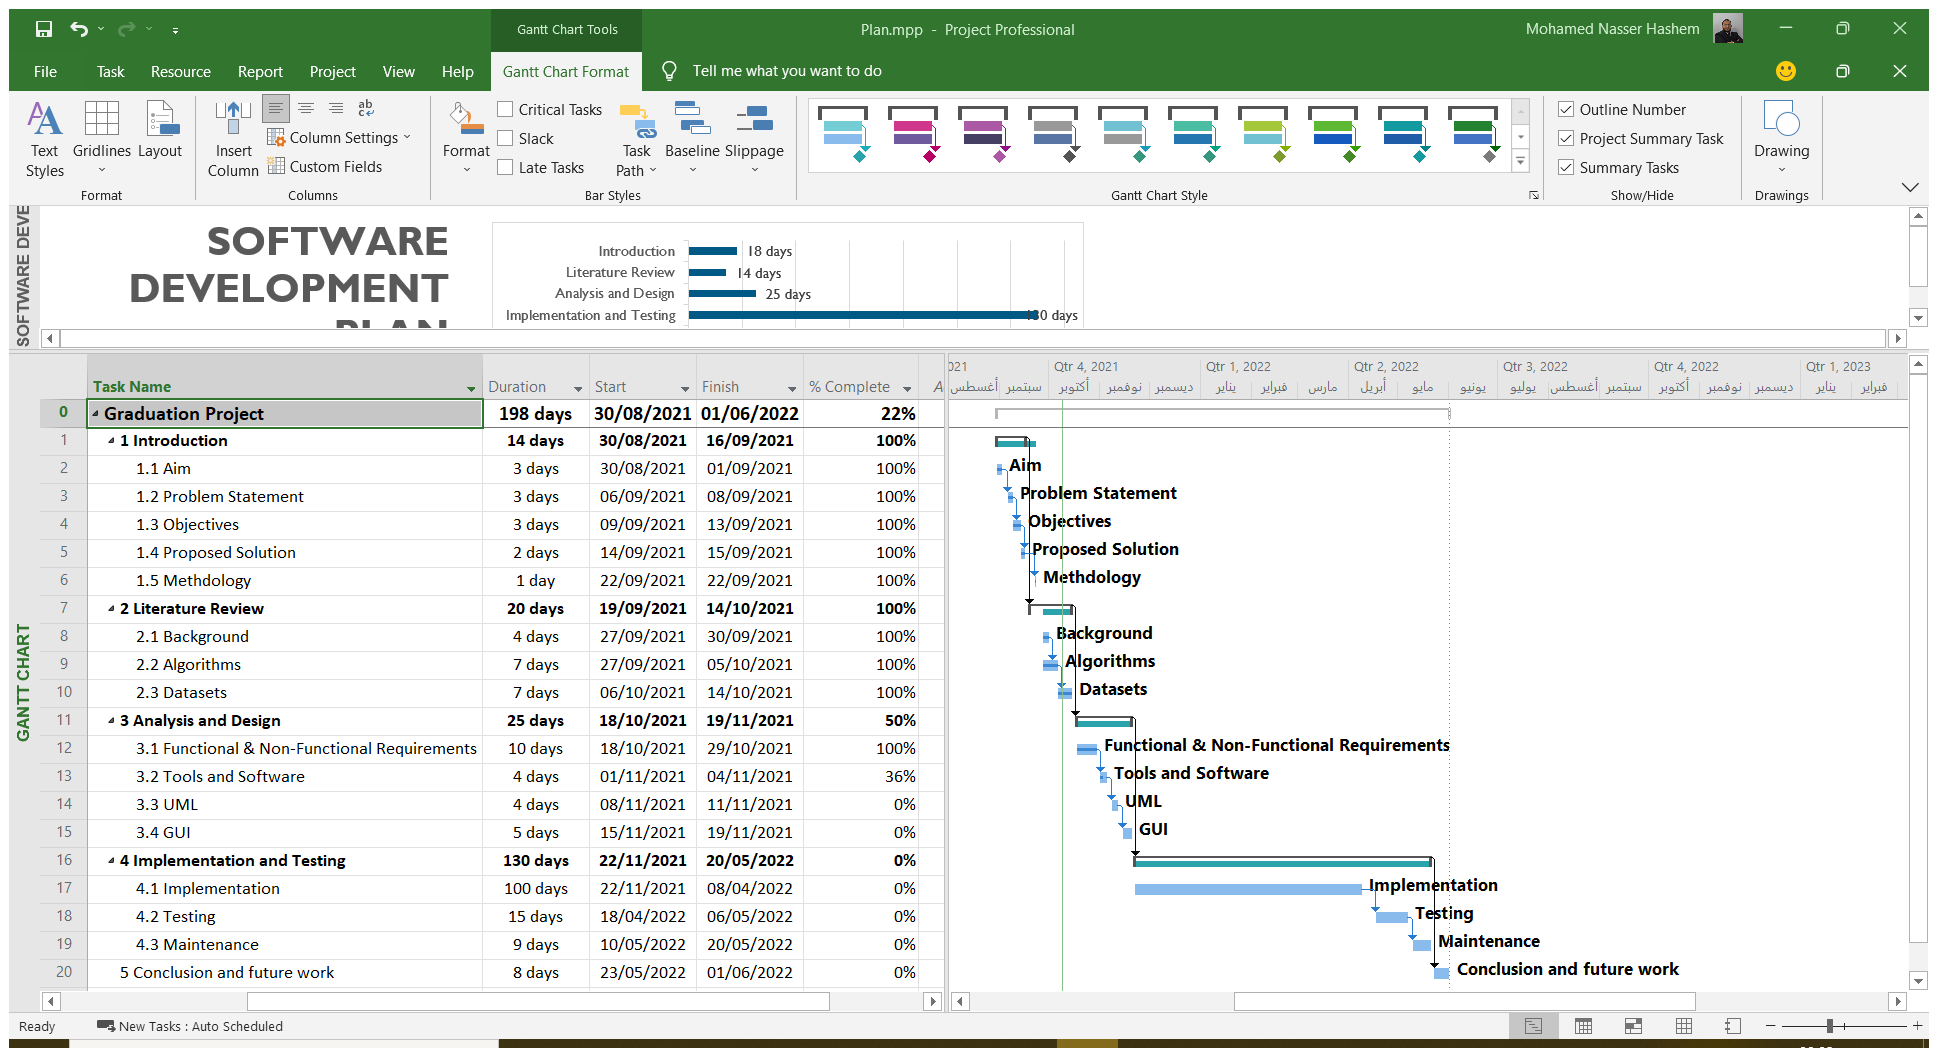 Gantt Chart Tools
Plan.mpp - Project Professional
Mohamed Nasser Hashem
File Task Resource Report Project View Help Gantt Chart Format Tell me what you want to do
Text Styles
Gridlines
Layout
Format
Insert Column
ab
Column Settings
Custom Fields
Columns
Format
Critical Tasks
Slack
Late Tasks
Task Path
Baseline
Slippage
Bar Styles
Gantt Chart Style
Outline Number
Project Summary Task
Summary Tasks
Show/Hide
Drawing
Drawings
SOFTWARE DEVE
SOFTWARE
DEVELOPMENT
PLAN
Introduction 18 days
Literature Review 14 days
Analysis and Design 25 days
Implementation and Testing 130 days
GANTT CHART
Task Name Duration Start Finish % Complete A
0 Graduation Project 198 days 30/08/2021 01/06/2022 22%
1 1 Introduction 14 days 30/08/2021 16/09/2021 100%
2 1.1 Aim 3 days 30/08/2021 01/09/2021 100%
3 1.2 Problem Statement 3 days 06/09/2021 08/09/2021 100%
4 1.3 Objectives 3 days 09/09/2021 13/09/2021 100%
5 1.4 Proposed Solution 2 days 14/09/2021 15/09/2021 100%
6 1.5 Methdology 1 day 22/09/2021 22/09/2021 100%
7 2 Literature Review 20 days 19/09/2021 14/10/2021 100%
8 2.1 Background 4 days 27/09/2021 30/09/2021 100%
9 2.2 Algorithms 7 days 27/09/2021 05/10/2021 100%
10 2.3 Datasets 7 days 06/10/2021 14/10/2021 100%
11 3 Analysis and Design 25 days 18/10/2021 19/11/2021 50%
12 3.1 Functional & Non-Functional Requirements 10 days 18/10/2021 29/10/2021 100%
13 3.2 Tools and Software 4 days 01/11/2021 04/11/2021 36%
14 3.3 UML 4 days 08/11/2021 11/11/2021 0%
15 3.4 GUI 5 days 15/11/2021 19/11/2021 0%
16 4 Implementation and Testing 130 days 22/11/2021 20/05/2022 0%
17 4.1 Implementation 100 days 22/11/2021 08/04/2022 0%
18 4.2 Testing 15 days 18/04/2022 06/05/2022 0%
19 4.3 Maintenance 9 days 10/05/2022 20/05/2022 0%
20 5 Conclusion and future work 8 days 23/05/2022 01/06/2022 0%
021 Qtr 4, 2021 Qtr 1, 2022 Qtr 2, 2022 Qtr 3, 2022 Qtr 4, 2022 Qtr 1, 2023
أغسطس سبتمبر أكتوبر نوفمبر ديسمبر يناير فبراير مارس أبريل مايو يونيو يوليو أغسطس سبتمبر أكتوبر نوفمبر ديسمبر يناير فبراير
Aim
Problem Statement
Objectives
Proposed Solution
Methdology
Background
Algorithms
Datasets
Functional & Non-Functional Requirements
Tools and Software
UML
GUI
Implementation
Testing
Maintenance
Conclusion and future work
Ready New Tasks : Auto Scheduled